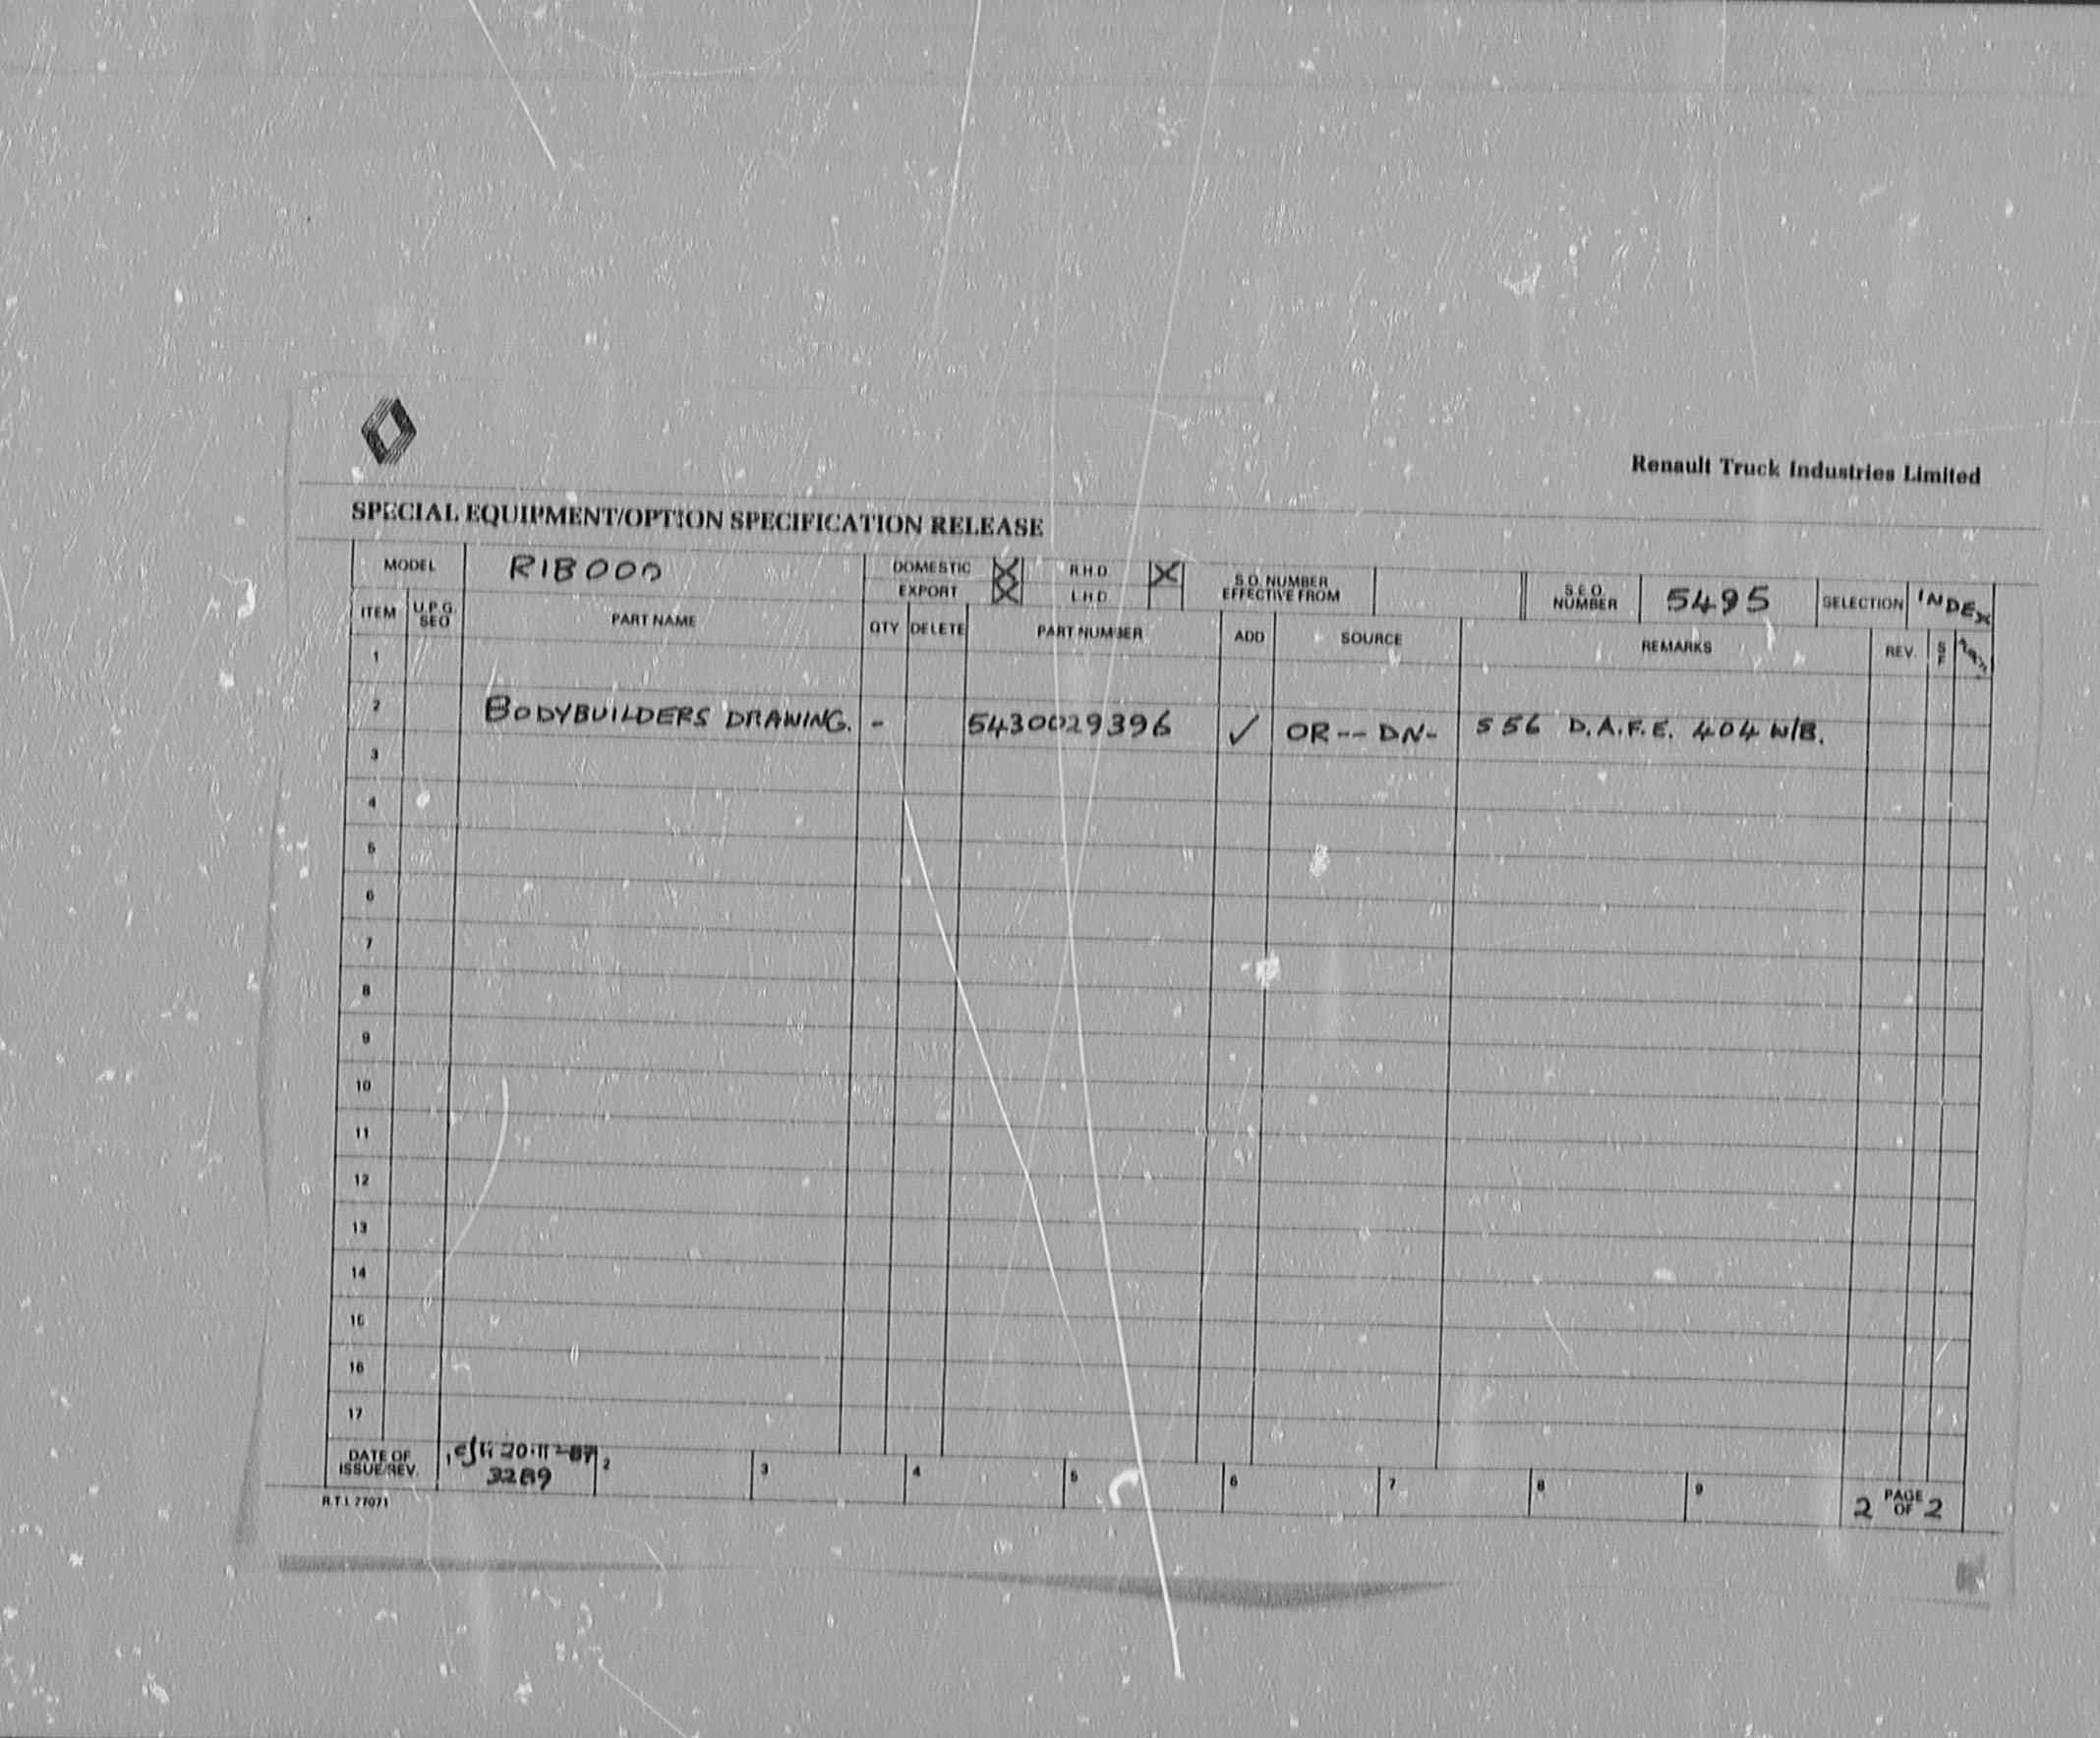 Renault Truck Industries Limited
SPECIAL EQUIPMENT/OPTION SPECIFICATION RELEASE
MODEL R1B000 DOMESTIC R.H.D. S.O. NUMBER EFFECTIVE FROM S.E.O. NUMBER 5495 SELECTION INDEX
EXPORT L.H.D.
ITEM U.P.G. SEO PART NAME QTY DELETE PART NUMBER ADD SOURCE REMARKS REV. S F
1
2 BODYBUILDERS DRAWING. - 5430029396 ✓ OR-- DN- 556 D.A.F.E. 404 W/B.
3
4
5
6
7
8
9
10
11
12
13
14
15
16
17
DATE OF ISSUE/REV. 1 20.11-87 2 3 4 5 6 7 8 9 2 PAGE OF 2
3289
R.T.I. 77071